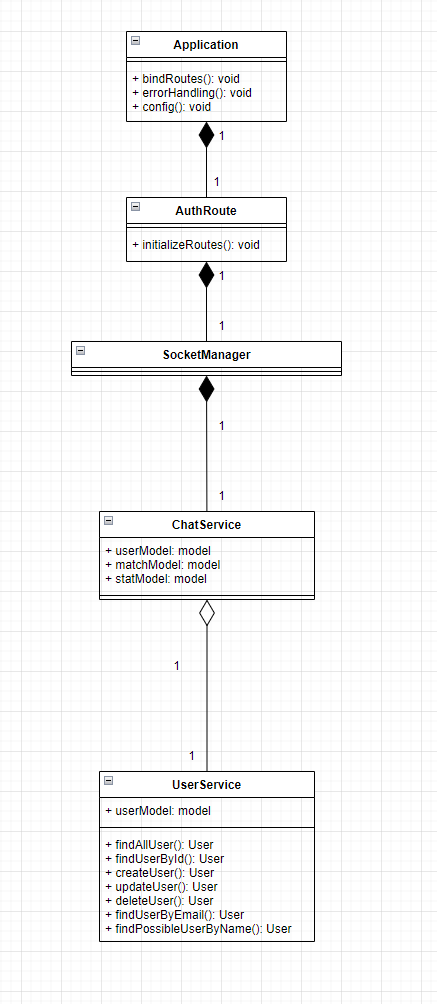 Application
+ bindRoutes(): void
+ errorHandling(): void
+ config(): void
1
1
AuthRoute
+ initializeRoutes(): void
1
1
SocketManager
1
1
ChatService
+ userModel: model
+ matchModel: model
+ statModel: model
1
1
UserService
+ userModel: model
+ findAllUser(): User
+ findUserById(): User
+ createUser(): User
+ updateUser(): User
+ deleteUser(): User
+ findUserByEmail(): User
+ findPossibleUserByName(): User